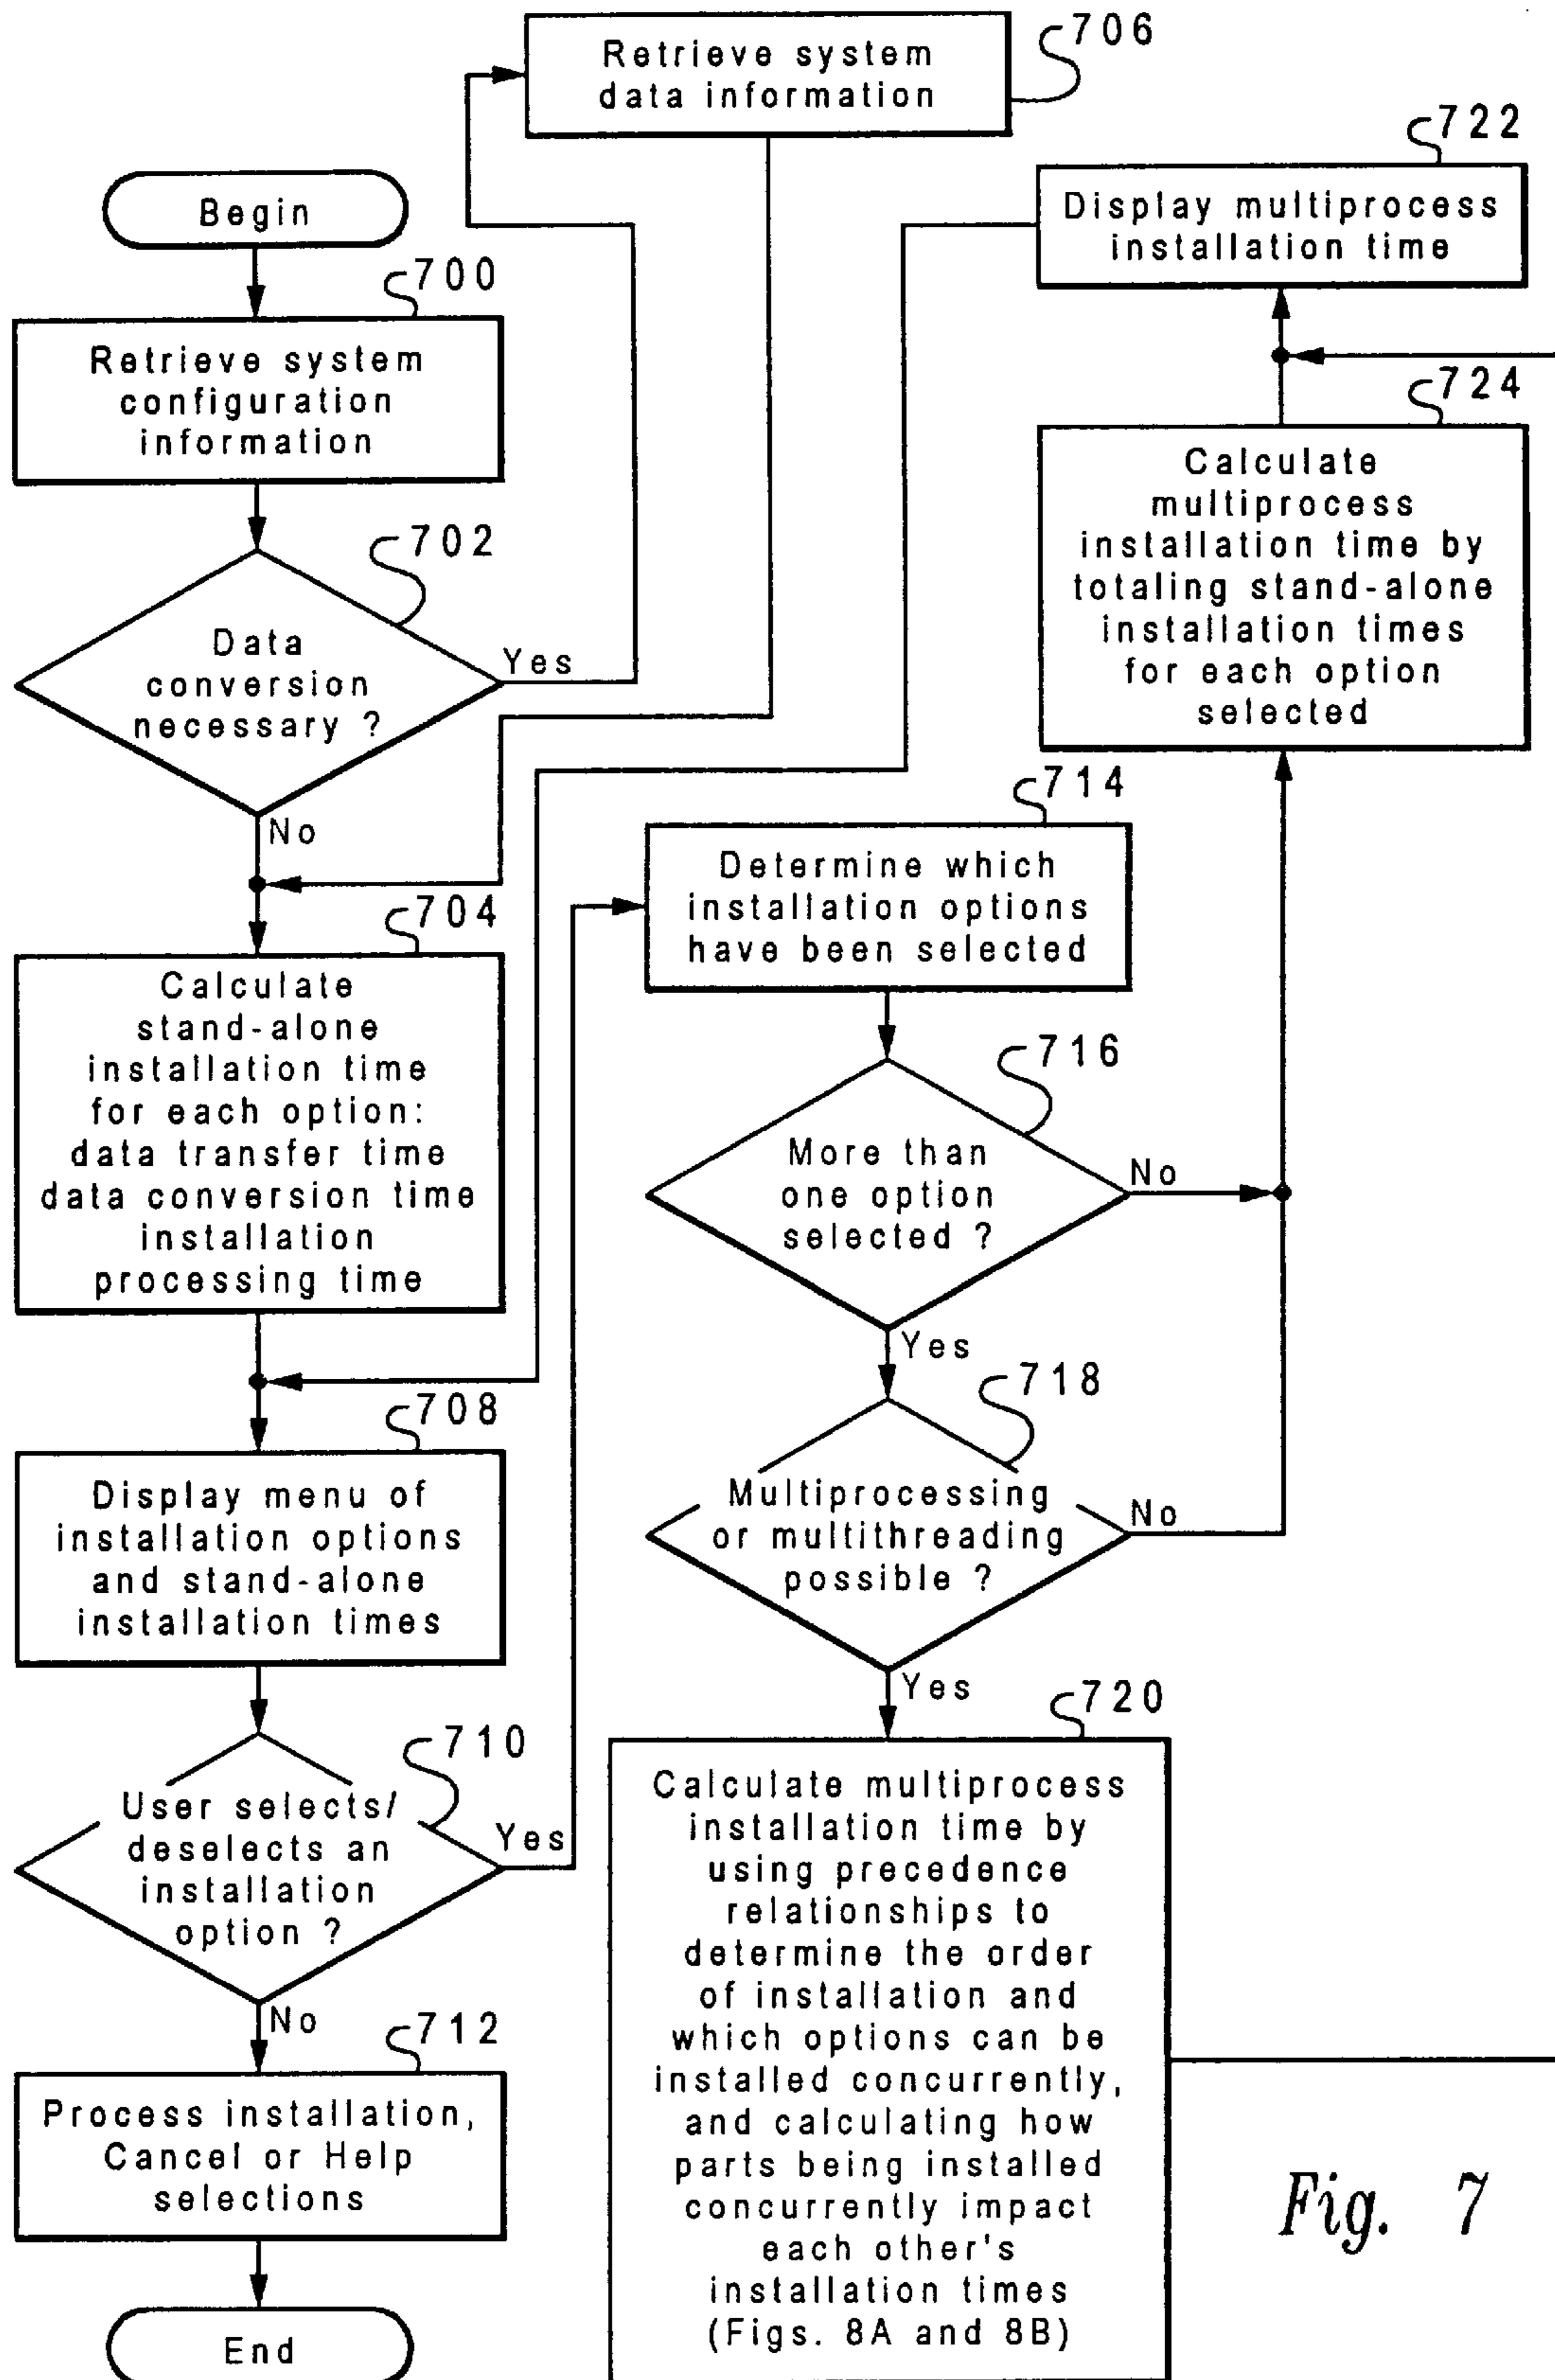 Retrieve system
data information
706
Begin
700
Retrieve system
configuration
information
702
Data
conversion
necessary ?
Yes
No
704
Calculate
stand-alone
installation time
for each option:
data transfer time
data conversion time
installation
processing time
708
Display menu of
installation options
and stand-alone
installation times
710
User selects/
deselects an
installation
option ?
Yes
No
712
Process installation,
Cancel or Help
selections
End
714
Determine which
installation options
have been selected
716
More than
one option
selected ?
No
Yes
718
Multiprocessing
or multithreading
possible ?
No
Yes
720
Calculate multiprocess
installation time by
using precedence
relationships to
determine the order
of installation and
which options can be
installed concurrently,
and calculating how
parts being installed
concurrently impact
each other's
installation times
(Figs. 8A and 8B)
722
Display multiprocess
installation time
724
Calculate
multiprocess
installation time by
totaling stand-alone
installation times
for each option
selected
Fig. 7